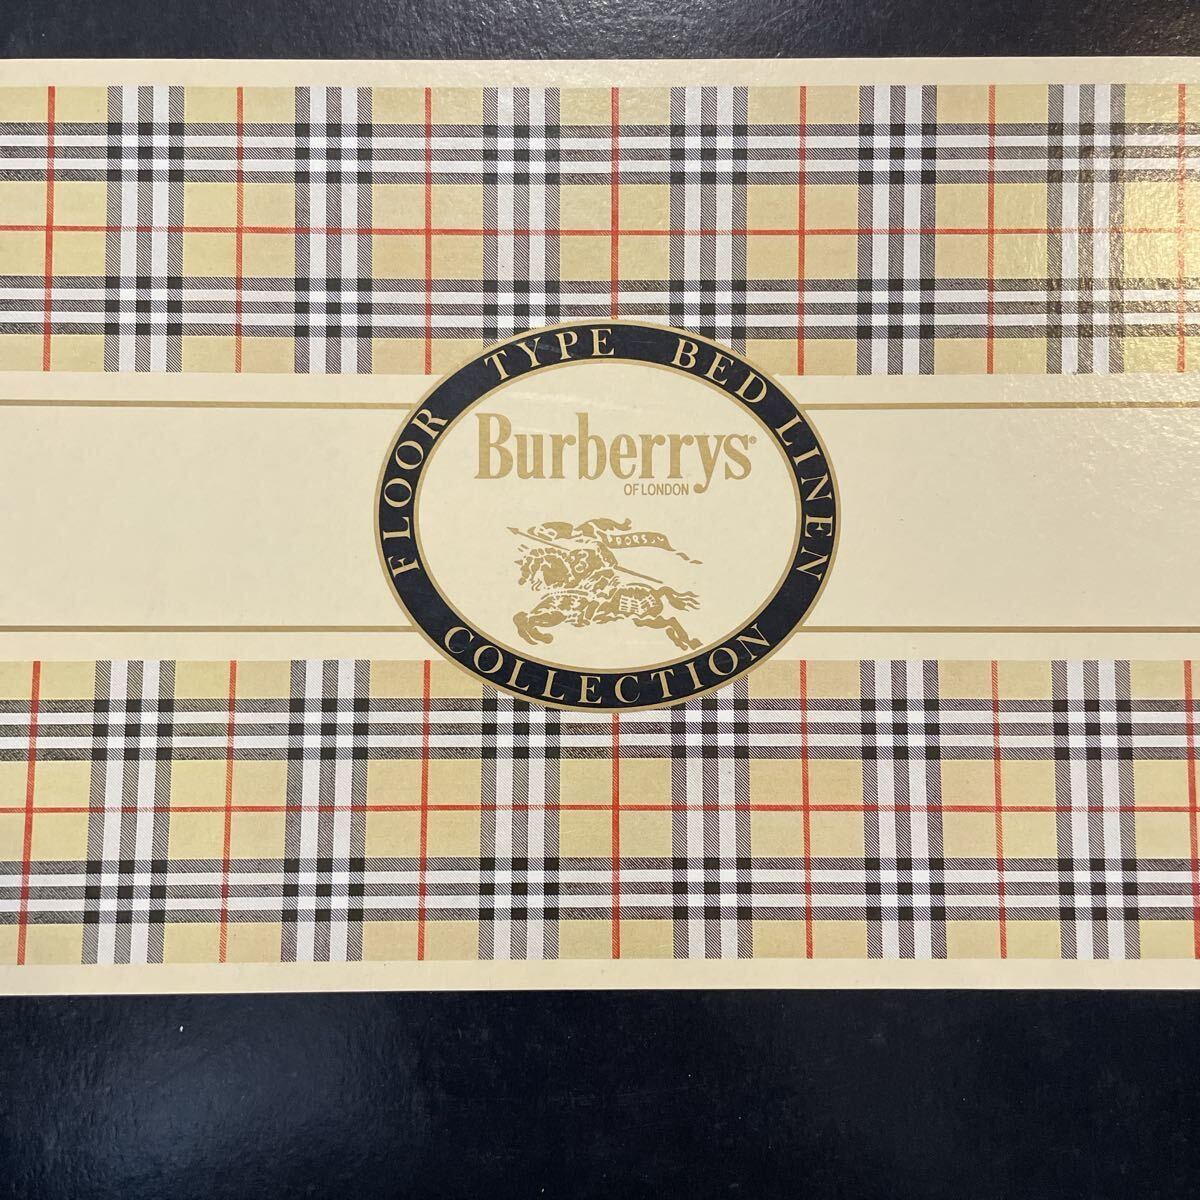 FLOOR TYPE BED LINEN
Burberrys®
OF LONDON
COLLECTION